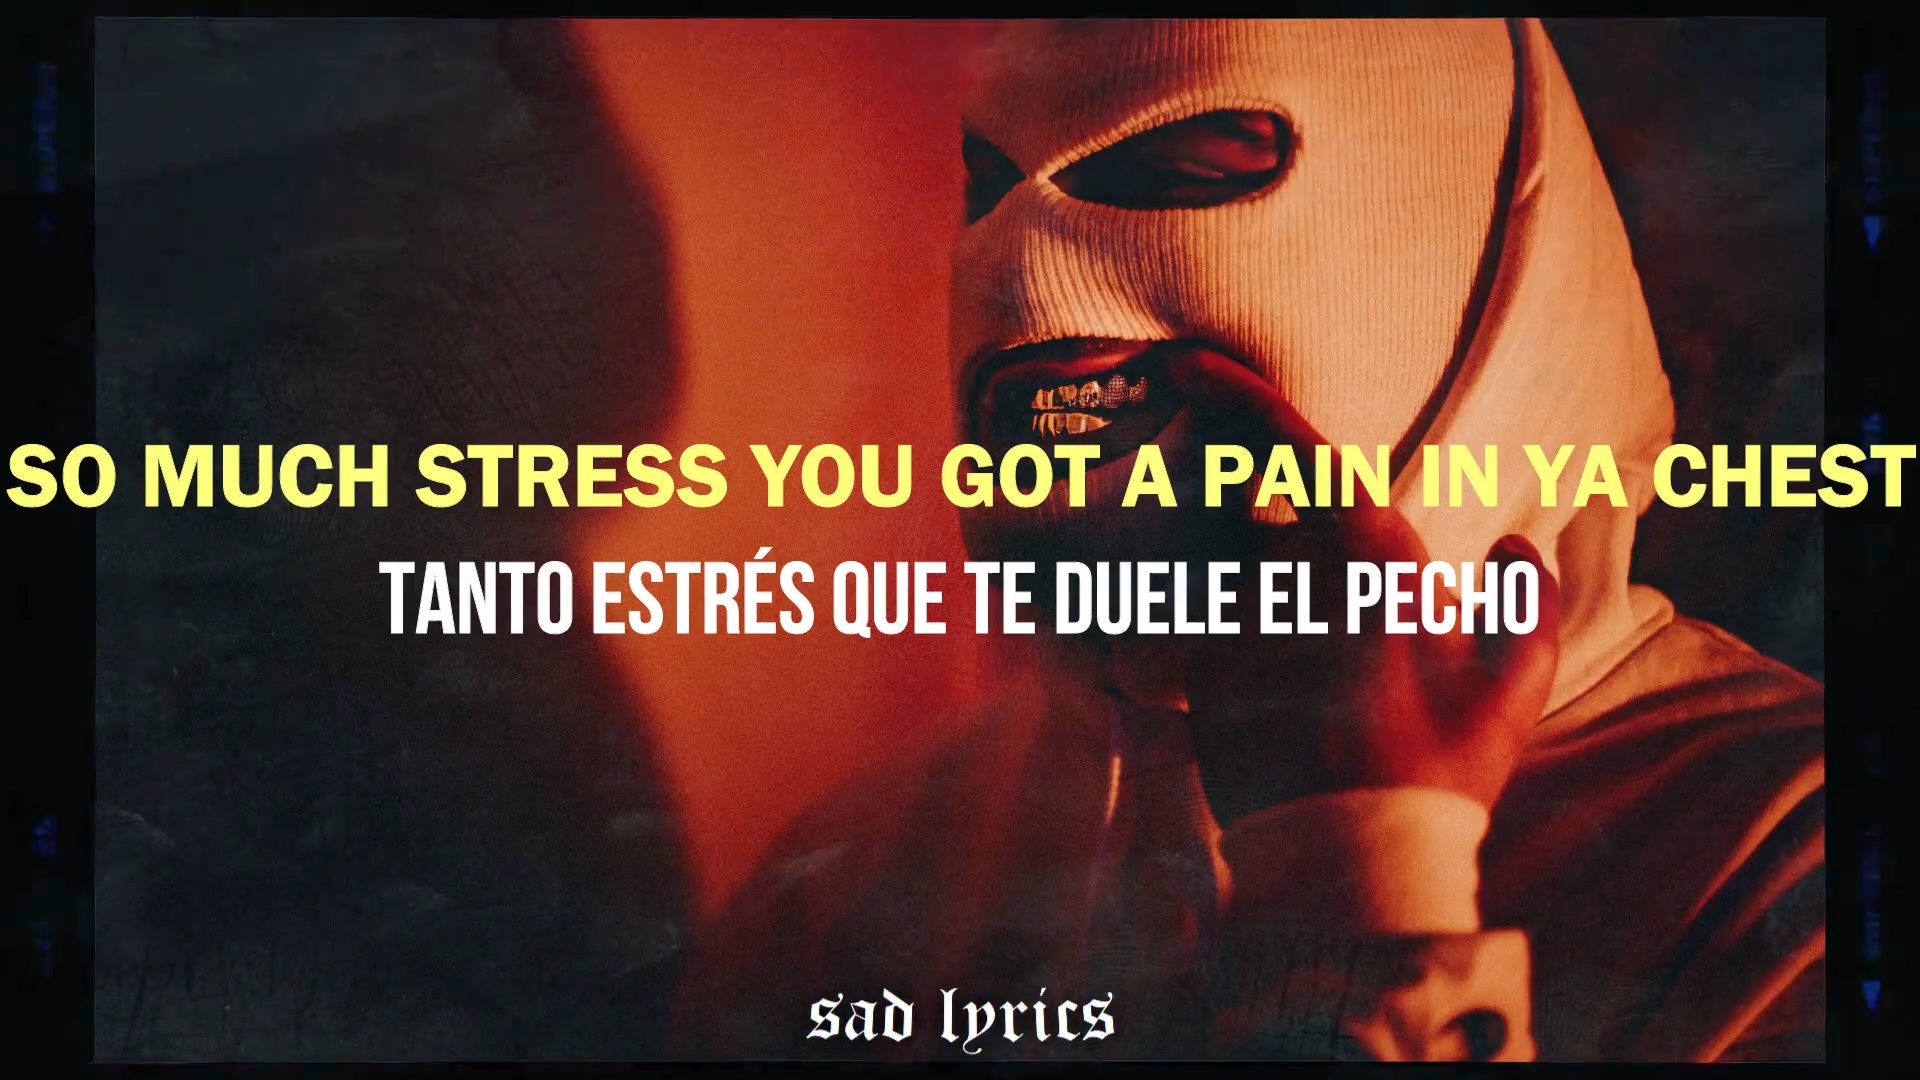 SO MUCH STRESS YOU GOT A PAIN IN YA CHEST
TANTO ESTRÉS QUE TE DUELE EL PECHO
sad lyrics